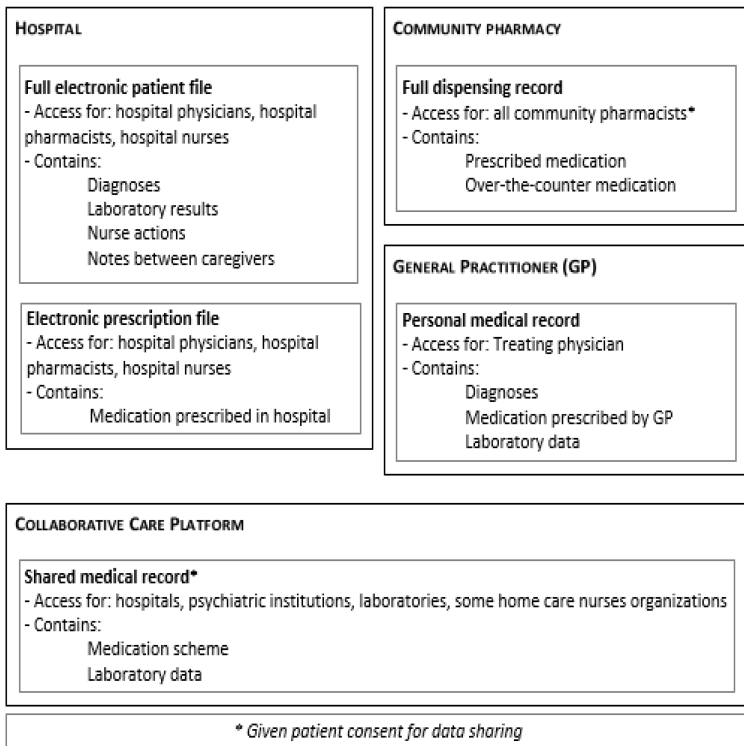 HOSPITAL
Full electronic patient file
- Access for: hospital physicians, hospital
pharmacists, hospital nurses
- Contains:
Diagnoses
Laboratory results
Nurse actions
Notes between caregivers
Electronic prescription file
- Access for: hospital physicians, hospital
pharmacists, hospital nurses
- Contains:
Medication prescribed in hospital
COMMUNITY PHARMACY
Full dispensing record
- Access for: all community pharmacists*
- Contains:
Prescribed medication
Over-the-counter medication
GENERAL PRACTITIONER (GP)
Personal medical record
- Access for: Treating physician
- Contains:
Diagnoses
Medication prescribed by GP
Laboratory data
COLLABORATIVE CARE PLATFORM
Shared medical record*
- Access for: hospitals, psychiatric institutions, laboratories, some home care nurses organizations
- Contains:
Medication scheme
Laboratory data
* Given patient consent for data sharing